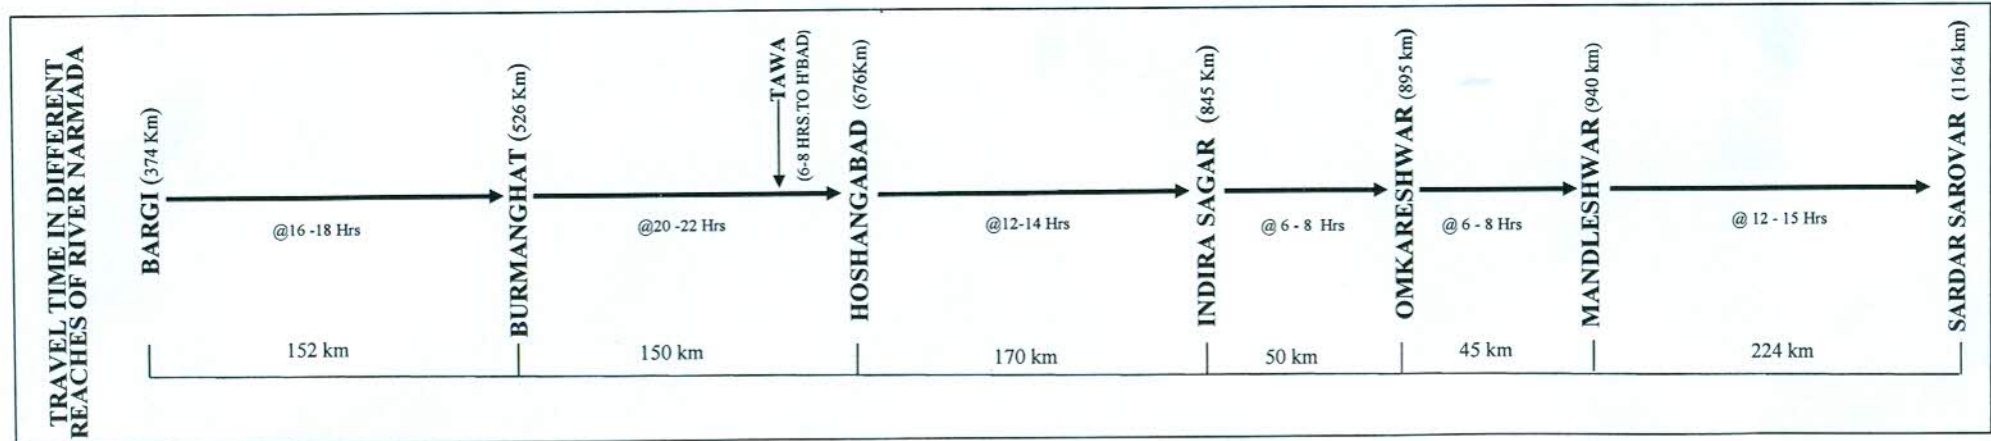 TRAVEL TIME IN DIFFERENT
REACHES OF RIVER NARMADA
BARGI (374 Km)
BURMANGHAT (526 Km)
TAWA
(6-8 HRS.TO H'BAD)
HOSHANGABAD (676Km)
INDIRA SAGAR (845 Km)
OMKARESHWAR (895 km)
MANDLESHWAR (940 km)
SARDAR SAROVAR (1164 km)
@16 -18 Hrs
@20 -22 Hrs
@12-14 Hrs
@ 6 - 8 Hrs
@ 6 - 8 Hrs
@ 12 - 15 Hrs
152 km
150 km
170 km
50 km
45 km
224 km